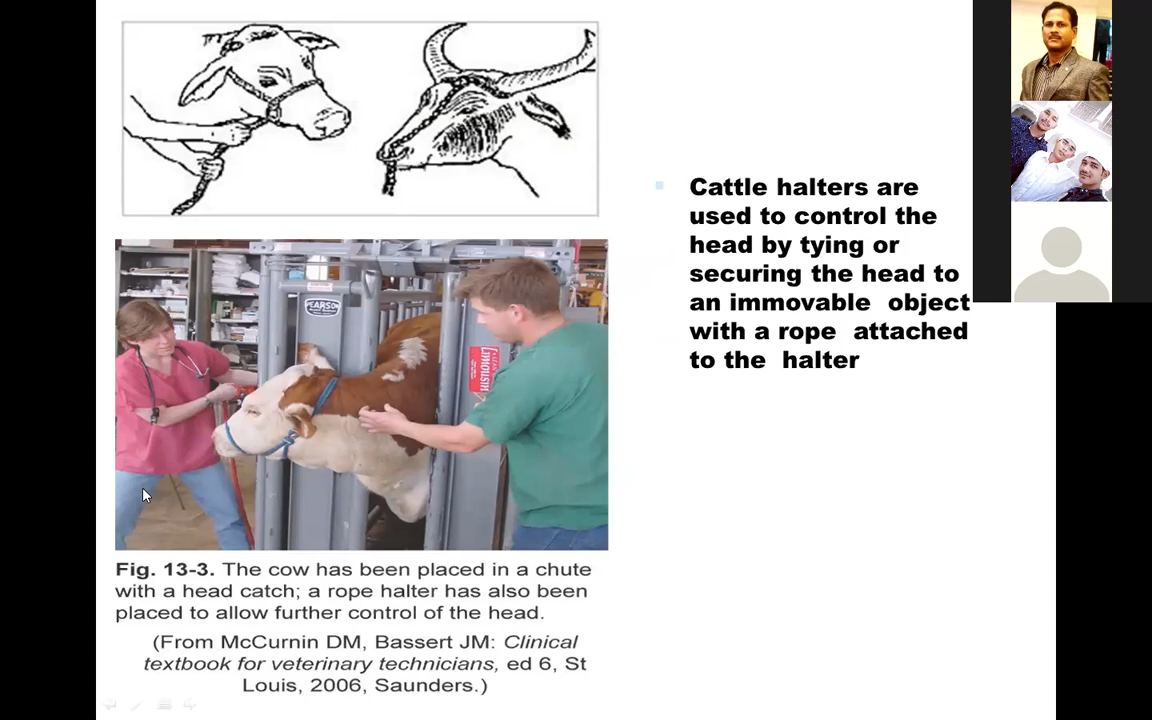 Cattle halters are
used to control the
head by tying or
securing the head to
an immovable object
with a rope attached
to the halter
PEARSON
LIMOUSIN
Fig. 13-3. The cow has been placed in a chute
with a head catch; a rope halter has also been
placed to allow further control of the head.
(From McCurnin DM, Bassert JM: Clinical
textbook for veterinary technicians, ed 6, St
Louis, 2006, Saunders.)